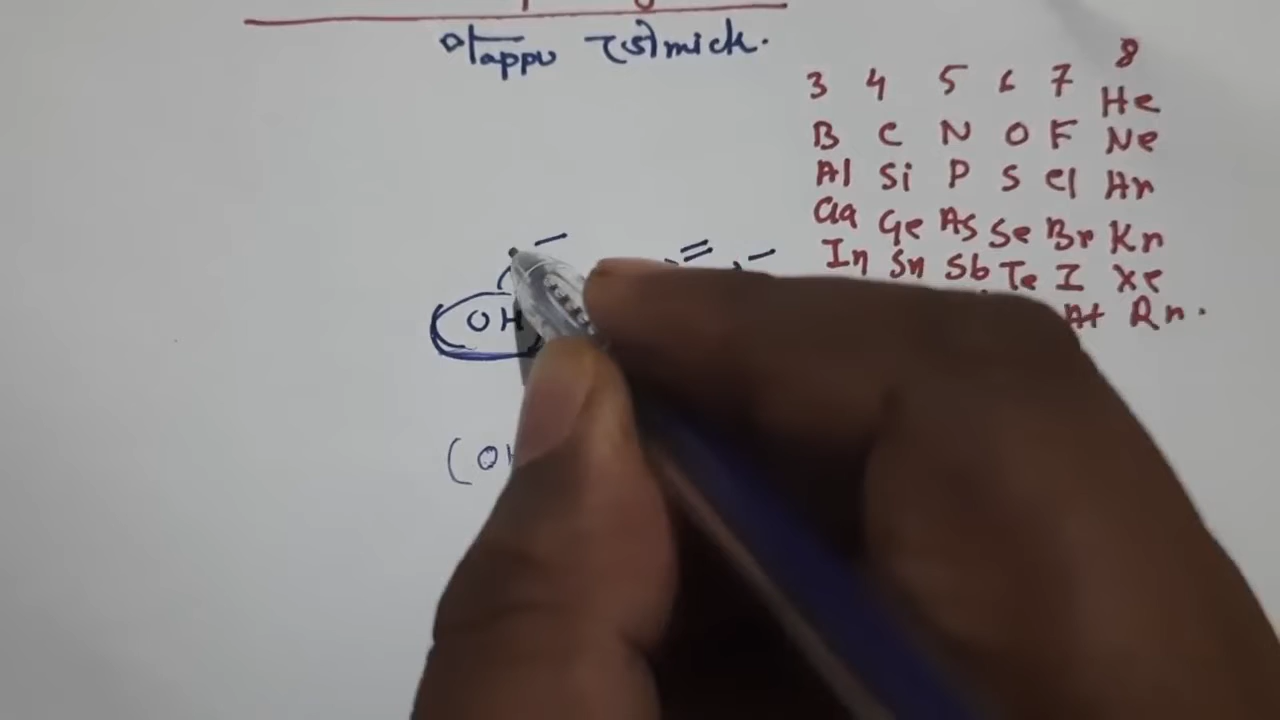 3 4 5 6 7 8
He
B C N O F Ne
Al Si P S Cl Ar
Ga Ge As Se Br Kr
In Sn Sb Te I Xe
At Rn.
OH
(OH